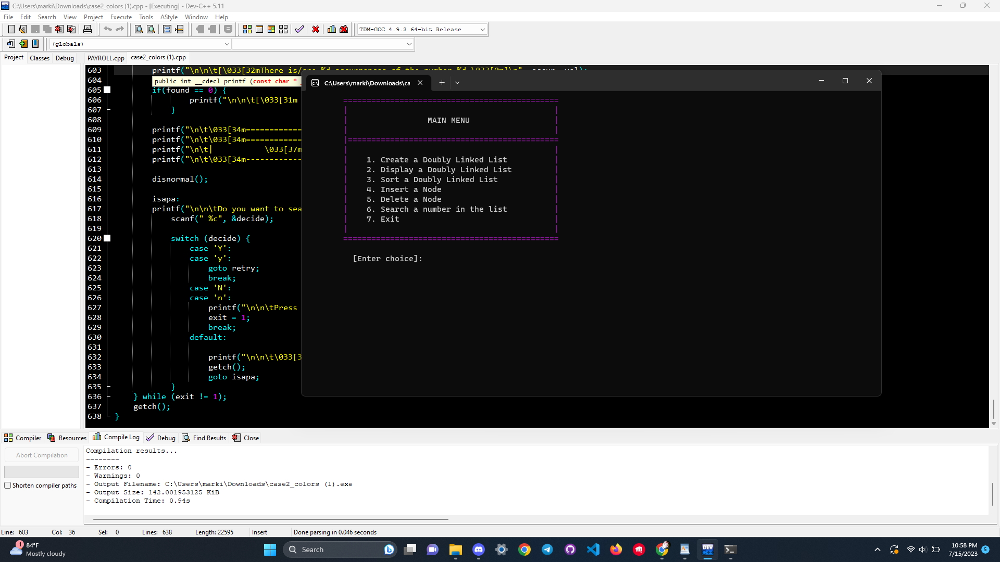 C:\Users\marki\Downloads\case2_colors (1).cpp - [Executing] - Dev-C++ 5.11
File Edit Search View Project Execute Tools AStyle Window Help
TDM-GCC 4.9.2 64-bit Release
(globals)
Project Classes Debug PAYROLL.cpp case2_colors (1).cpp
603 printf("\n\n\t[\033[32mThere is/are %d occurrences of the number %d \033[0m]\n", occur, val);
604 public int __cdecl printf (const char *
605 if(found == 0) {
606 printf("\n\n\t[\033[31m
607 }
608
609 printf("\n\t\033[34m============
610 printf("\n\t\033[34m============
611 printf("\n\t| \033[37m
612 printf("\n\t\033[34m------------
613
614 disnormal();
615
616 isapa:
617 printf("\n\n\tDo you want to sea
618 scanf(" %c", &decide);
619
620 switch (decide) {
621 case 'Y':
622 case 'y':
623 goto retry;
624 break;
625 case 'N':
626 case 'n':
627 printf("\n\n\tPress
628 exit = 1;
629 break;
630 default:
631
632 printf("\n\n\t\033[3
633 getch();
634 goto isapa;
635 }
636 } while (exit != 1);
637 getch();
638 }
C:\Users\marki\Downloads\ca
==============================================
MAIN MENU
|=============================================
1. Create a Doubly Linked List
2. Display a Doubly Linked List
3. Sort a Doubly Linked List
4. Insert a Node
5. Delete a Node
6. Search a number in the list
7. Exit
==============================================
[Enter choice]:
Compiler Resources Compile Log Debug Find Results Close
Abort Compilation
Shorten compiler paths
Compilation results...
--------
- Errors: 0
- Warnings: 0
- Output Filename: C:\Users\marki\Downloads\case2_colors (1).exe
- Output Size: 142.001953125 KiB
- Compilation Time: 0.94s
Line: 603 Col: 36 Sel: 0 Lines: 638 Length: 22595 Insert Done parsing in 0.046 seconds
1
84°F
Mostly cloudy
Search
DEV
10:58 PM
7/15/2023
5